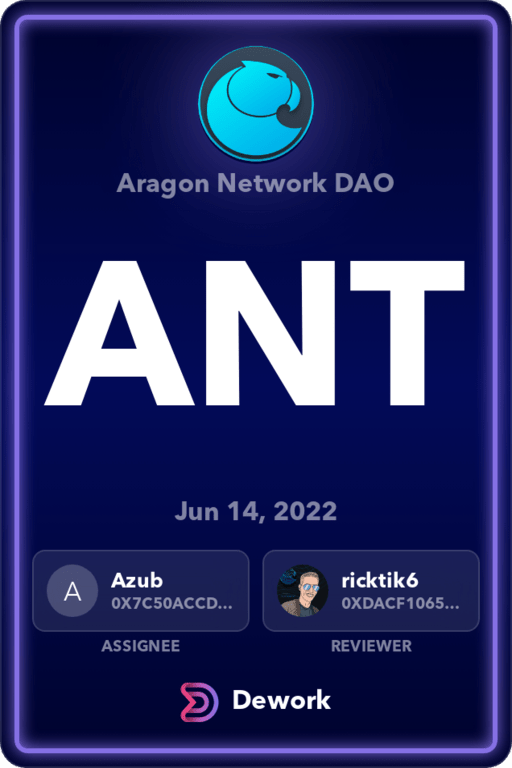 Aragon Network DAO
ANT
Jun 14, 2022
A
Azub
0X7C50ACCD...
ricktik6
0XDACF1065...
ASSIGNEE
REVIEWER
Dework